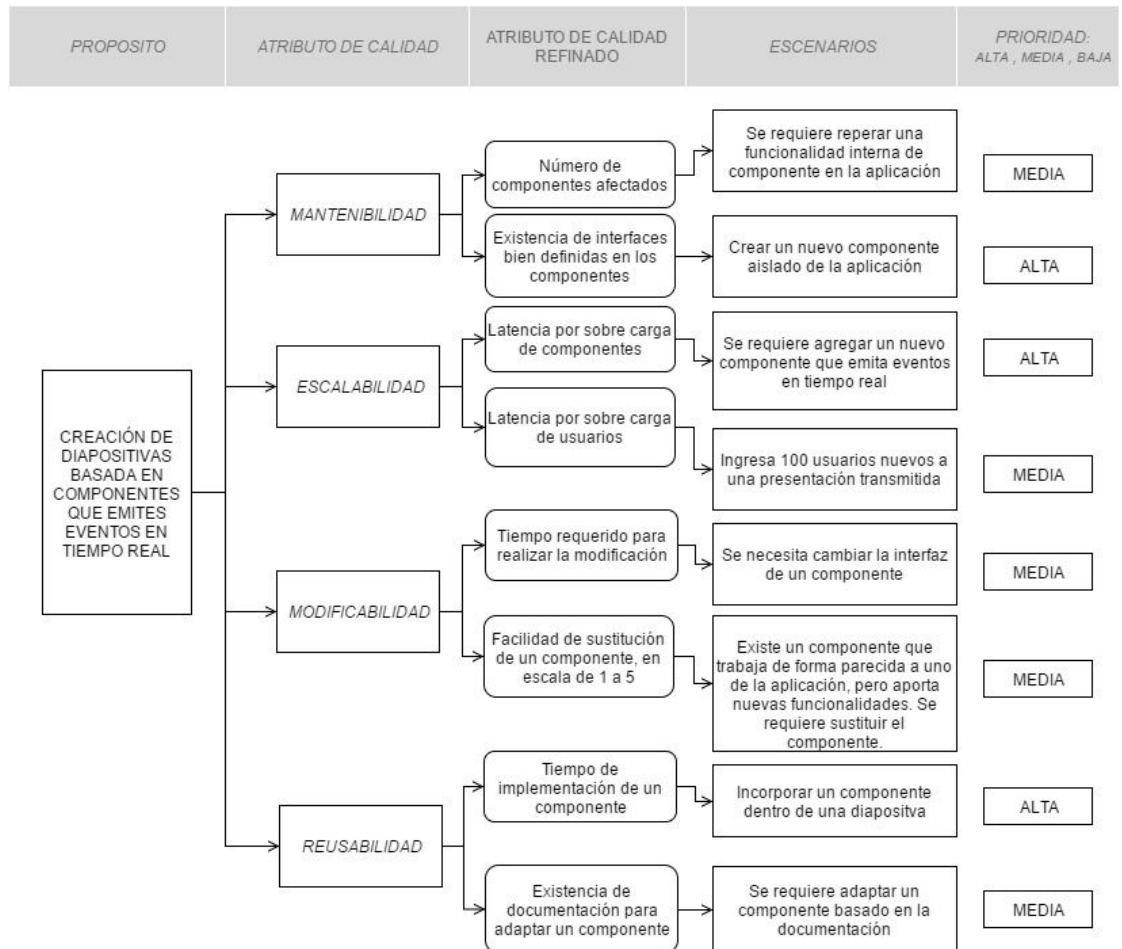 PROPOSITO
ATRIBUTO DE CALIDAD
ATRIBUTO DE CALIDAD
REFINADO
ESCENARIOS
PRIORIDAD:
ALTA , MEDIA , BAJA
CREACIÓN DE
DIAPOSITIVAS
BASADA EN
COMPONENTES
QUE EMITES
EVENTOS EN
TIEMPO REAL
MANTENIBILIDAD
Número de
componentes afectados
Se requiere reperar una
funcionalidad interna de
componente en la aplicación
MEDIA
Existencia de interfaces
bien definidas en los
componentes
Crear un nuevo componente
aislado de la aplicación
ALTA
ESCALABILIDAD
Latencia por sobre carga
de componentes
Se requiere agregar un nuevo
componente que emita eventos
en tiempo real
ALTA
Latencia por sobre carga
de usuarios
Ingresa 100 usuarios nuevos a
una presentación transmitida
MEDIA
MODIFICABILIDAD
Tiempo requerido para
realizar la modificación
Se necesita cambiar la interfaz
de un componente
MEDIA
Facilidad de sustitución
de un componente, en
escala de 1 a 5
Existe un componente que
trabaja de forma parecida a uno
de la aplicación, pero aporta
nuevas funcionalidades. Se
requiere sustituir el
componente.
MEDIA
REUSABILIDAD
Tiempo de
implementación de un
componente
Incorporar un componente
dentro de una diapositva
ALTA
Existencia de
documentación para
adaptar un componente
Se requiere adaptar un
componente basado en la
documentación
MEDIA